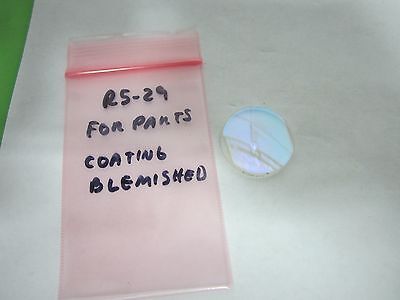 R5-29
FOR PARTS
COATING
BLEMISHED